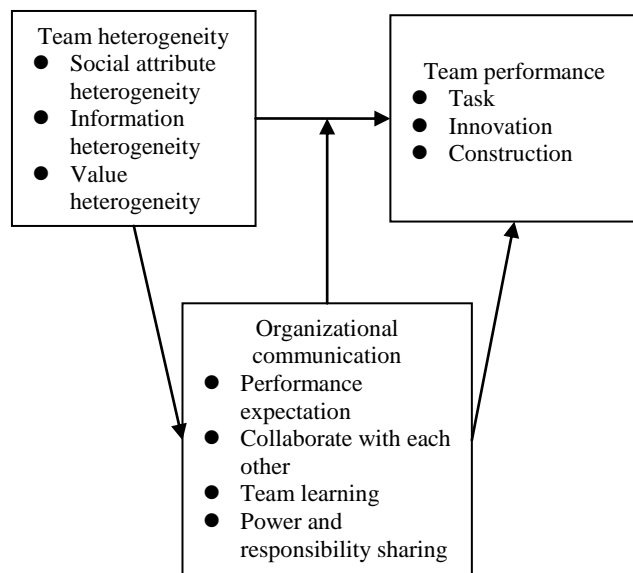 Team heterogeneity
● Social attribute
heterogeneity
● Information
heterogeneity
● Value
heterogeneity
Team performance
● Task
● Innovation
● Construction
Organizational
communication
● Performance
expectation
● Collaborate with each
other
● Team learning
● Power and
responsibility sharing